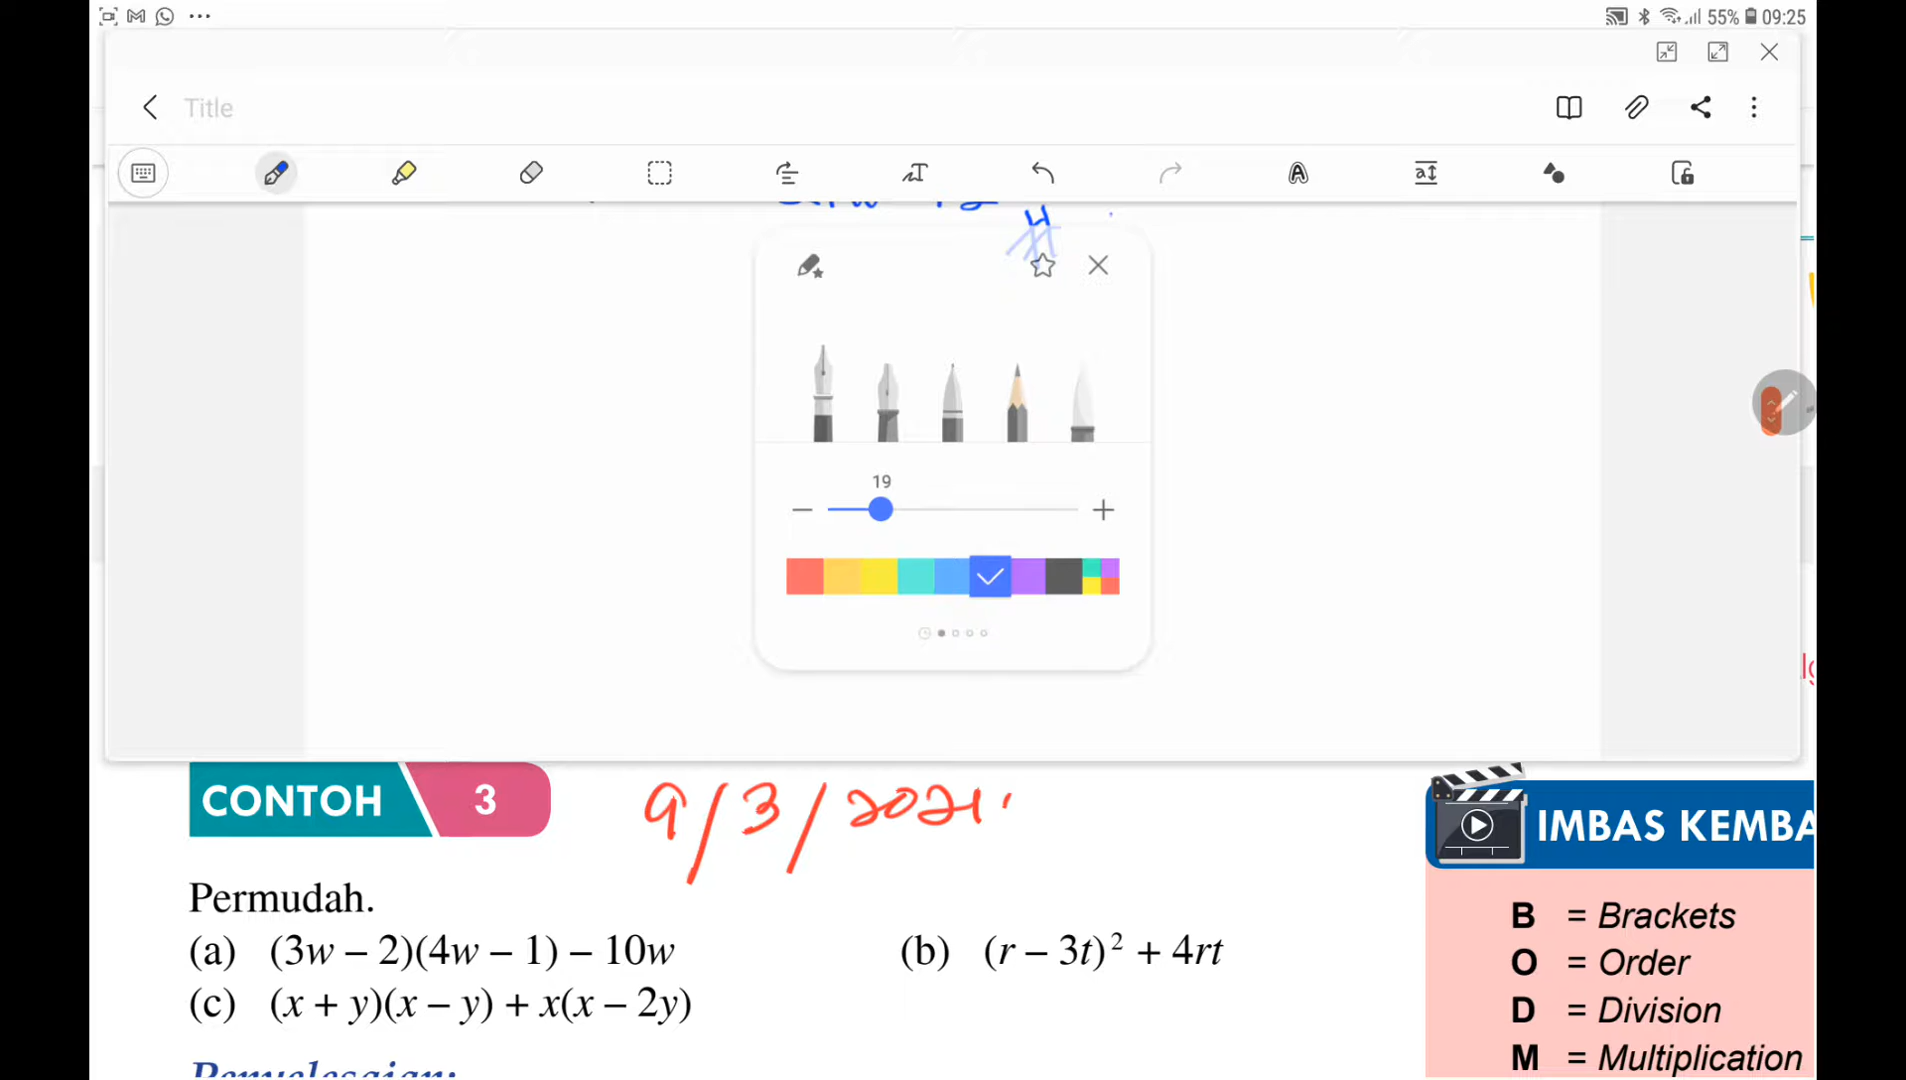 55% 09:25
Title
19
CONTOH 3
9/3/2021
Permudah.
(a) (3w – 2)(4w – 1) – 10w
(b) (r – 3t)² + 4rt
(c) (x + y)(x – y) + x(x – 2y)
Penyelesaian:
IMBAS KEMBA
B = Brackets
O = Order
D = Division
M = Multiplication